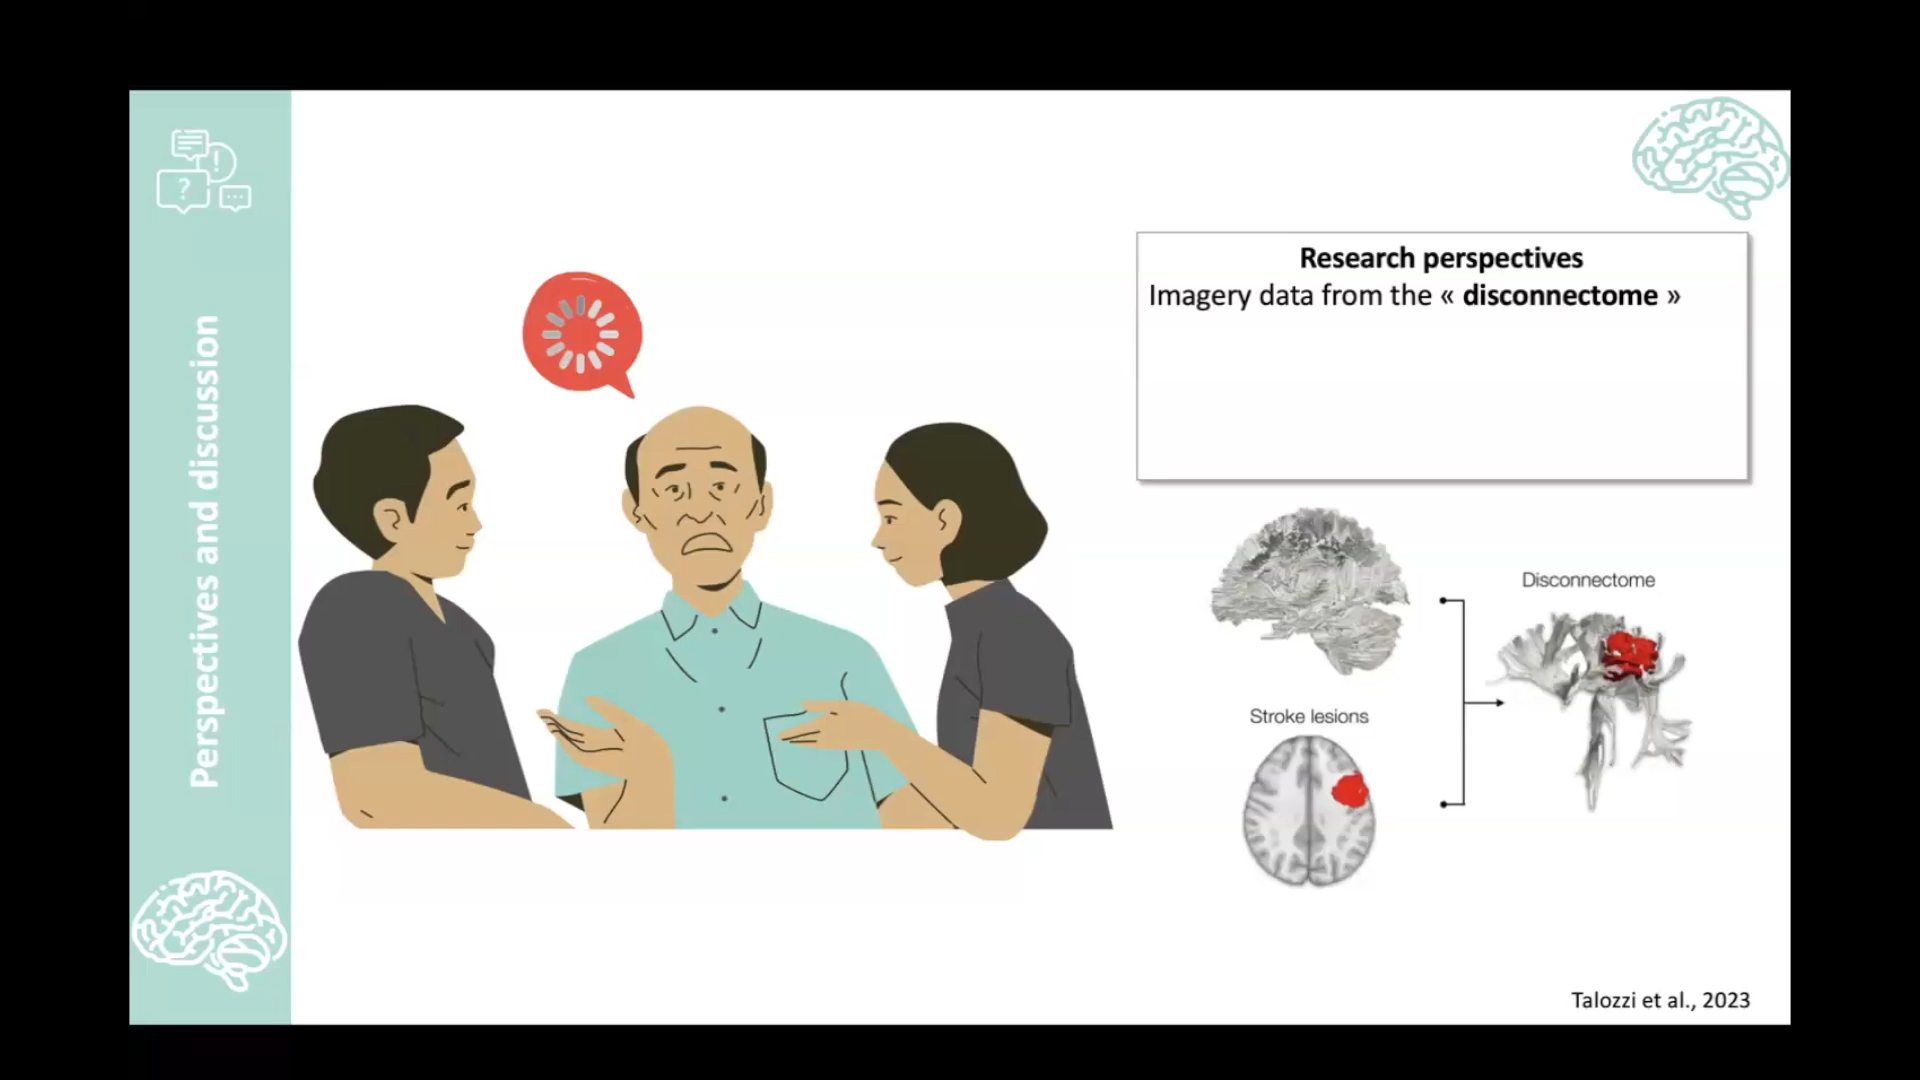 Perspectives and discussion
Research perspectives
Imagery data from the « disconnectome »
Disconnectome
Stroke lesions
Talozzi et al., 2023